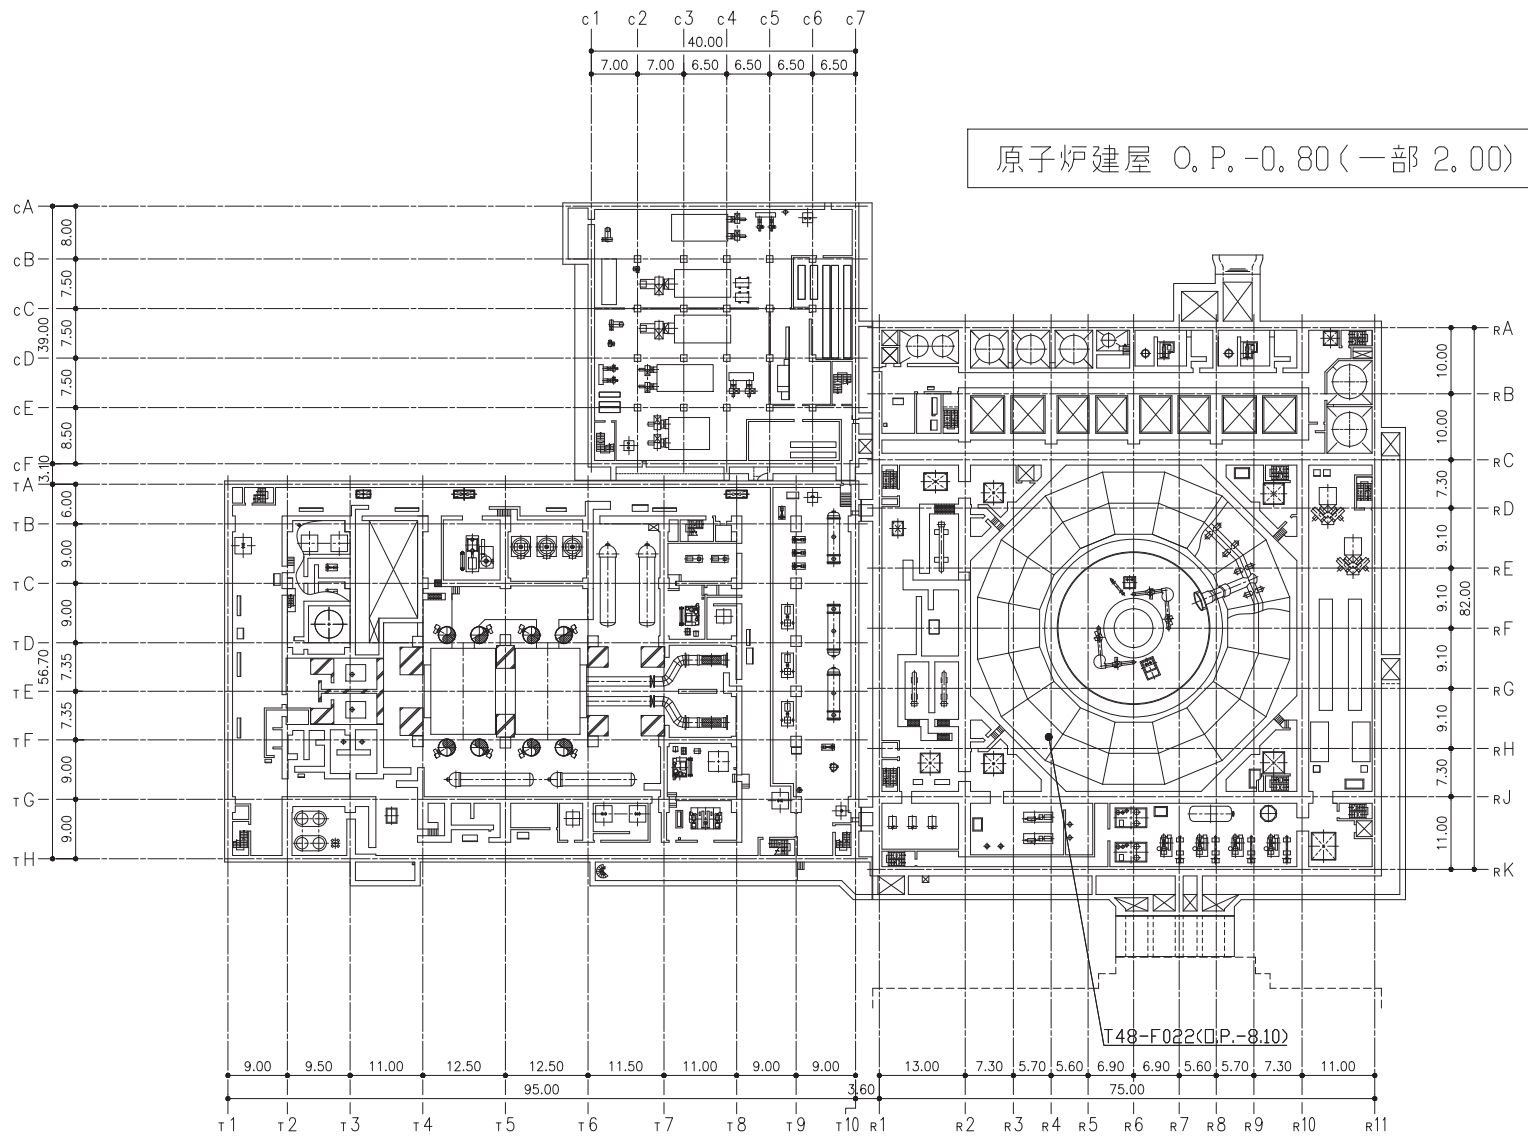 c1 c2 c3 c4 c5 c6 c7
40.00
7.00 7.00 6.50 6.50 6.50 6.50
原子炉建屋 O.P.-0.80(一部 2.00)
cA
8.00
cB
7.50
cC
7.50
39.00
cD
7.50
cE
8.50
cF
3.10
TA
6.00
TB
9.00
TC
9.00
TD
7.35
56.70
TE
7.35
TF
9.00
TG
9.00
TH
RA
10.00
RB
10.00
RC
7.30
RD
9.10
RE
9.10
82.00
RF
9.10
RG
9.10
RH
7.30
RJ
11.00
RK
T48-F022(O.P.-8.10)
9.00 9.50 11.00 12.50 12.50 11.50 11.00 9.00 9.00 13.00 7.30 5.70 5.60 6.90 6.90 5.60 5.70 7.30 11.00
95.00 3.60 75.00
T1 T2 T3 T4 T5 T6 T7 T8 T9 T10 R1 R2 R3 R4 R5 R6 R7 R8 R9 R10 R11